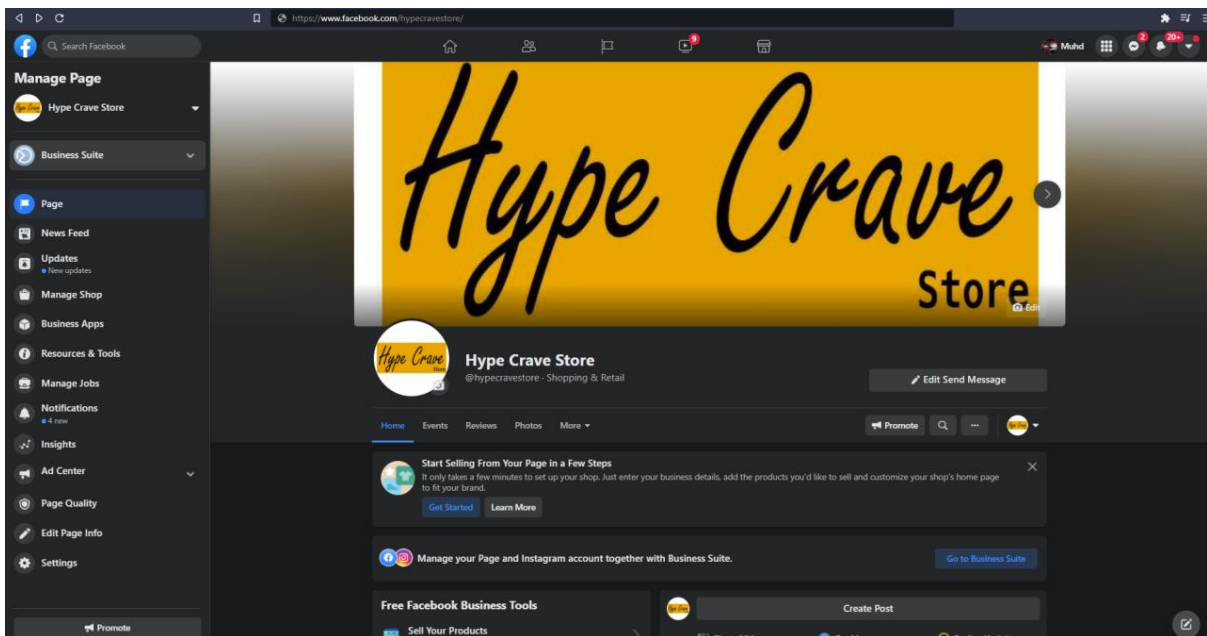 https://www.facebook.com/hypecravestore/
Search Facebook
9
Muhd
2
20+
Manage Page
Hype Crave Store
Business Suite
Page
News Feed
Updates
New updates
Manage Shop
Business Apps
Resources & Tools
Manage Jobs
Notifications
4 new
Insights
Ad Center
Page Quality
Edit Page Info
Settings
Promote
Hype Crave
Store
Edit
Hype Crave
Store
Hype Crave Store
@hypecravestore · Shopping & Retail
Edit Send Message
Home Events Reviews Photos More
Promote
Start Selling From Your Page in a Few Steps
It only takes a few minutes to set up your shop. Just enter your business details, add the products you'd like to sell and customize your shop's home page
to fit your brand.
Get Started Learn More
Manage your Page and Instagram account together with Business Suite.
Go to Business Suite
Free Facebook Business Tools
Sell Your Products
Create Post